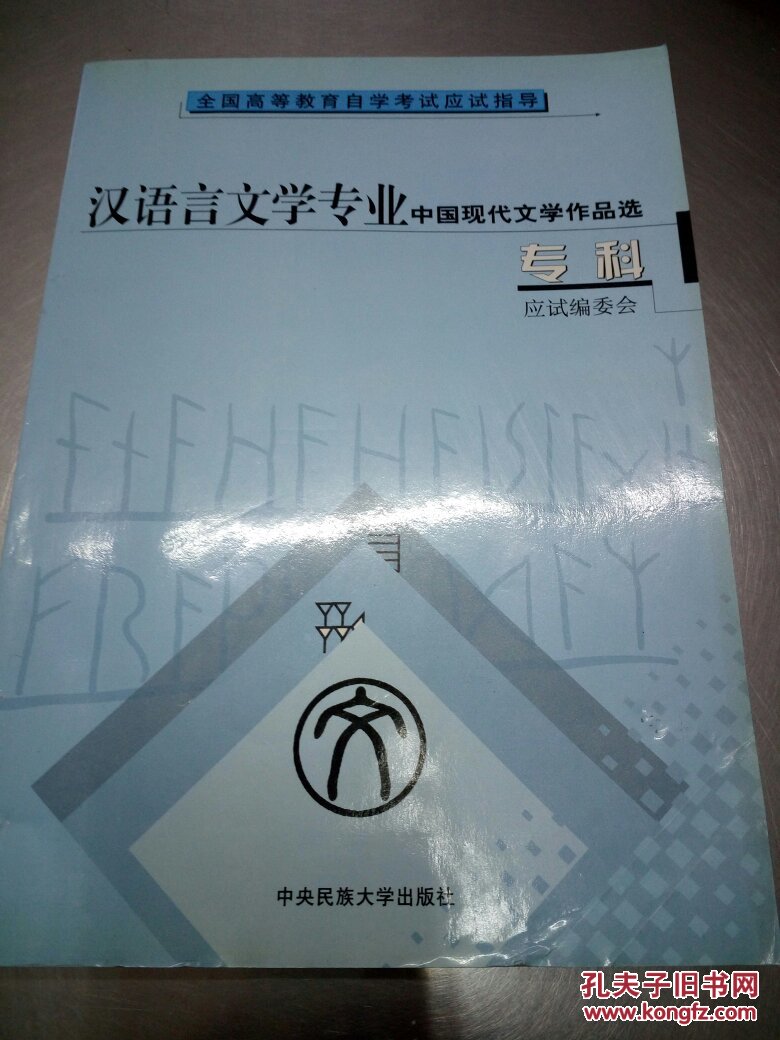 全国高等教育自学考试应试指导
汉语言文学专业中国现代文学作品选
专科
应试编委会
文
中央民族大学出版社
孔夫子旧书网
www.kongfz.com